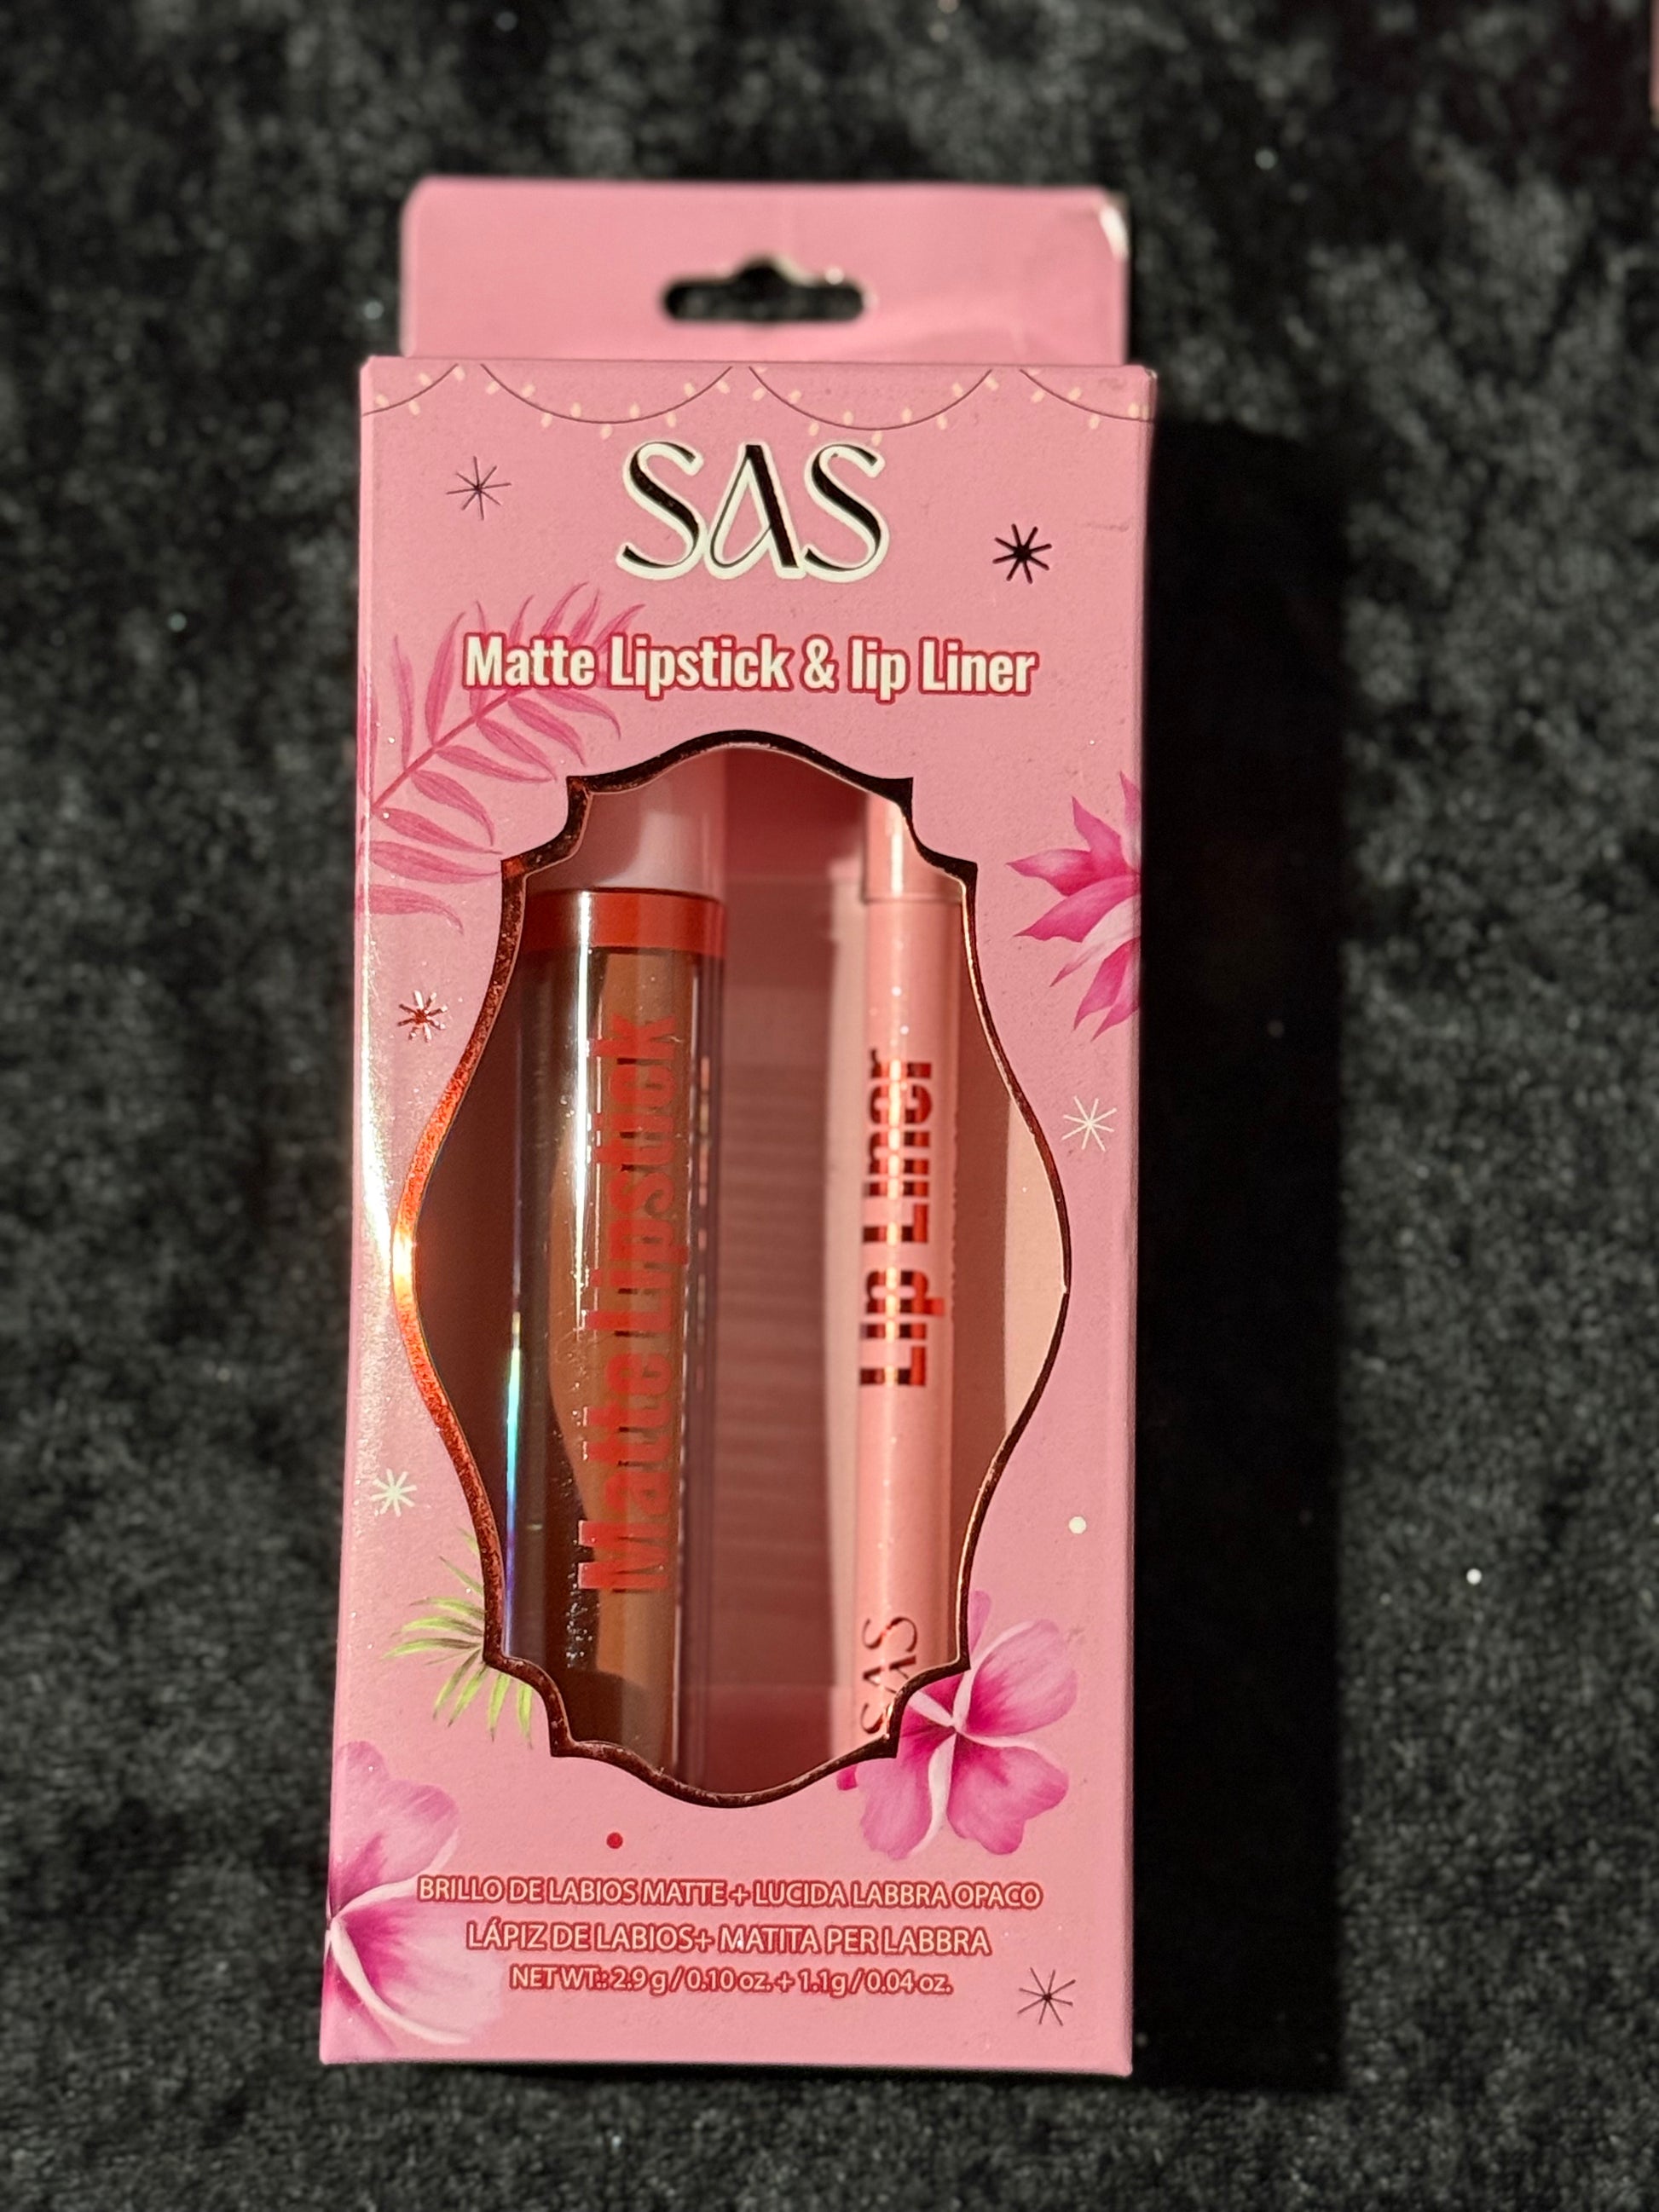 SAS
Matte Lipstick & lip Liner
Matte Lipstick
Lip Liner
SAS
BRILLO DE LABIOS MATTE + LUCIDA LABBRA OPACO
LÁPIZ DE LABIOS+ MATITA PER LABBRA
NET WT.: 2.9 g / 0.10 oz. + 1.1g / 0.04 oz.